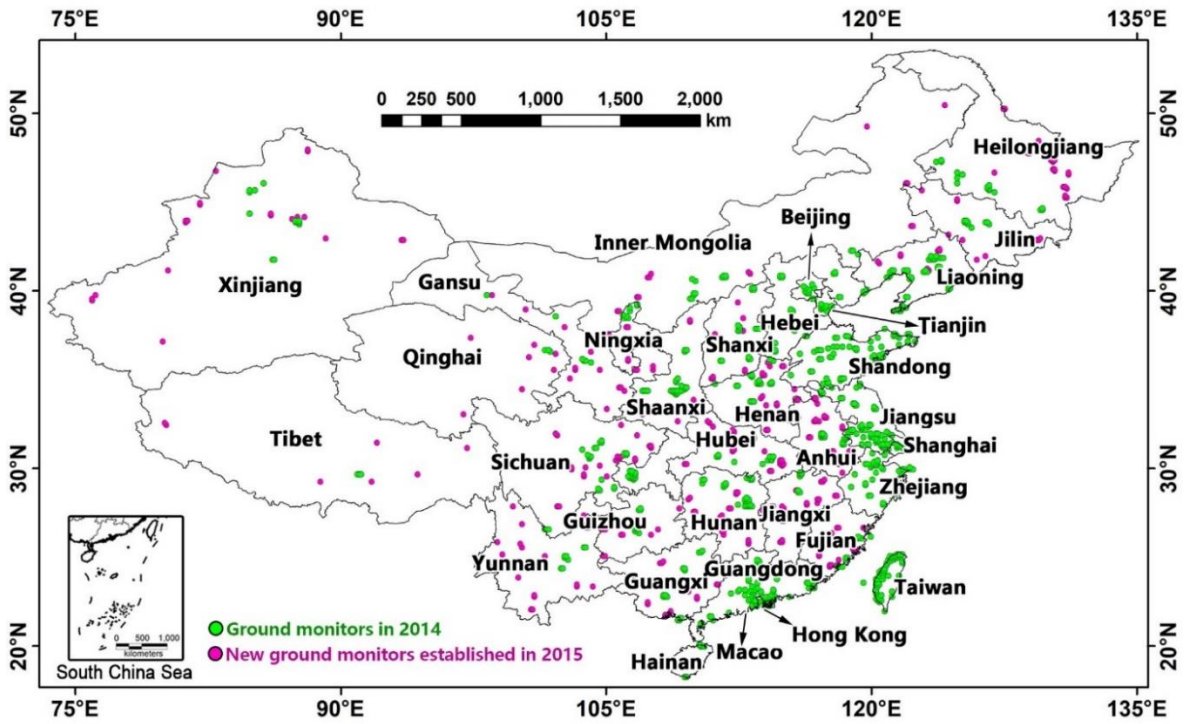 75°E 90°E 105°E 120°E 135°E
50°N
50°N
0 250 500 1,000 1,500 2,000
km
Heilongjiang
Beijing
Inner Mongolia
Jilin
Xinjiang
Gansu
Liaoning
40°N
40°N
Hebei
Tianjin
Ningxia
Shanxi
Qinghai
Shandong
Shaanxi
Henan
Jiangsu
Tibet
Hubei
Shanghai
Sichuan
Anhui
30°N
30°N
Zhejiang
Guizhou
Hunan
Jiangxi
Fujian
Yunnan
Guangxi
Guangdong
Taiwan
0 500 1,000
kilometers
South China Sea
Ground monitors in 2014
New ground monitors established in 2015
Hong Kong
Macao
Hainan
20°N
20°N
75°E 90°E 105°E 120°E 135°E